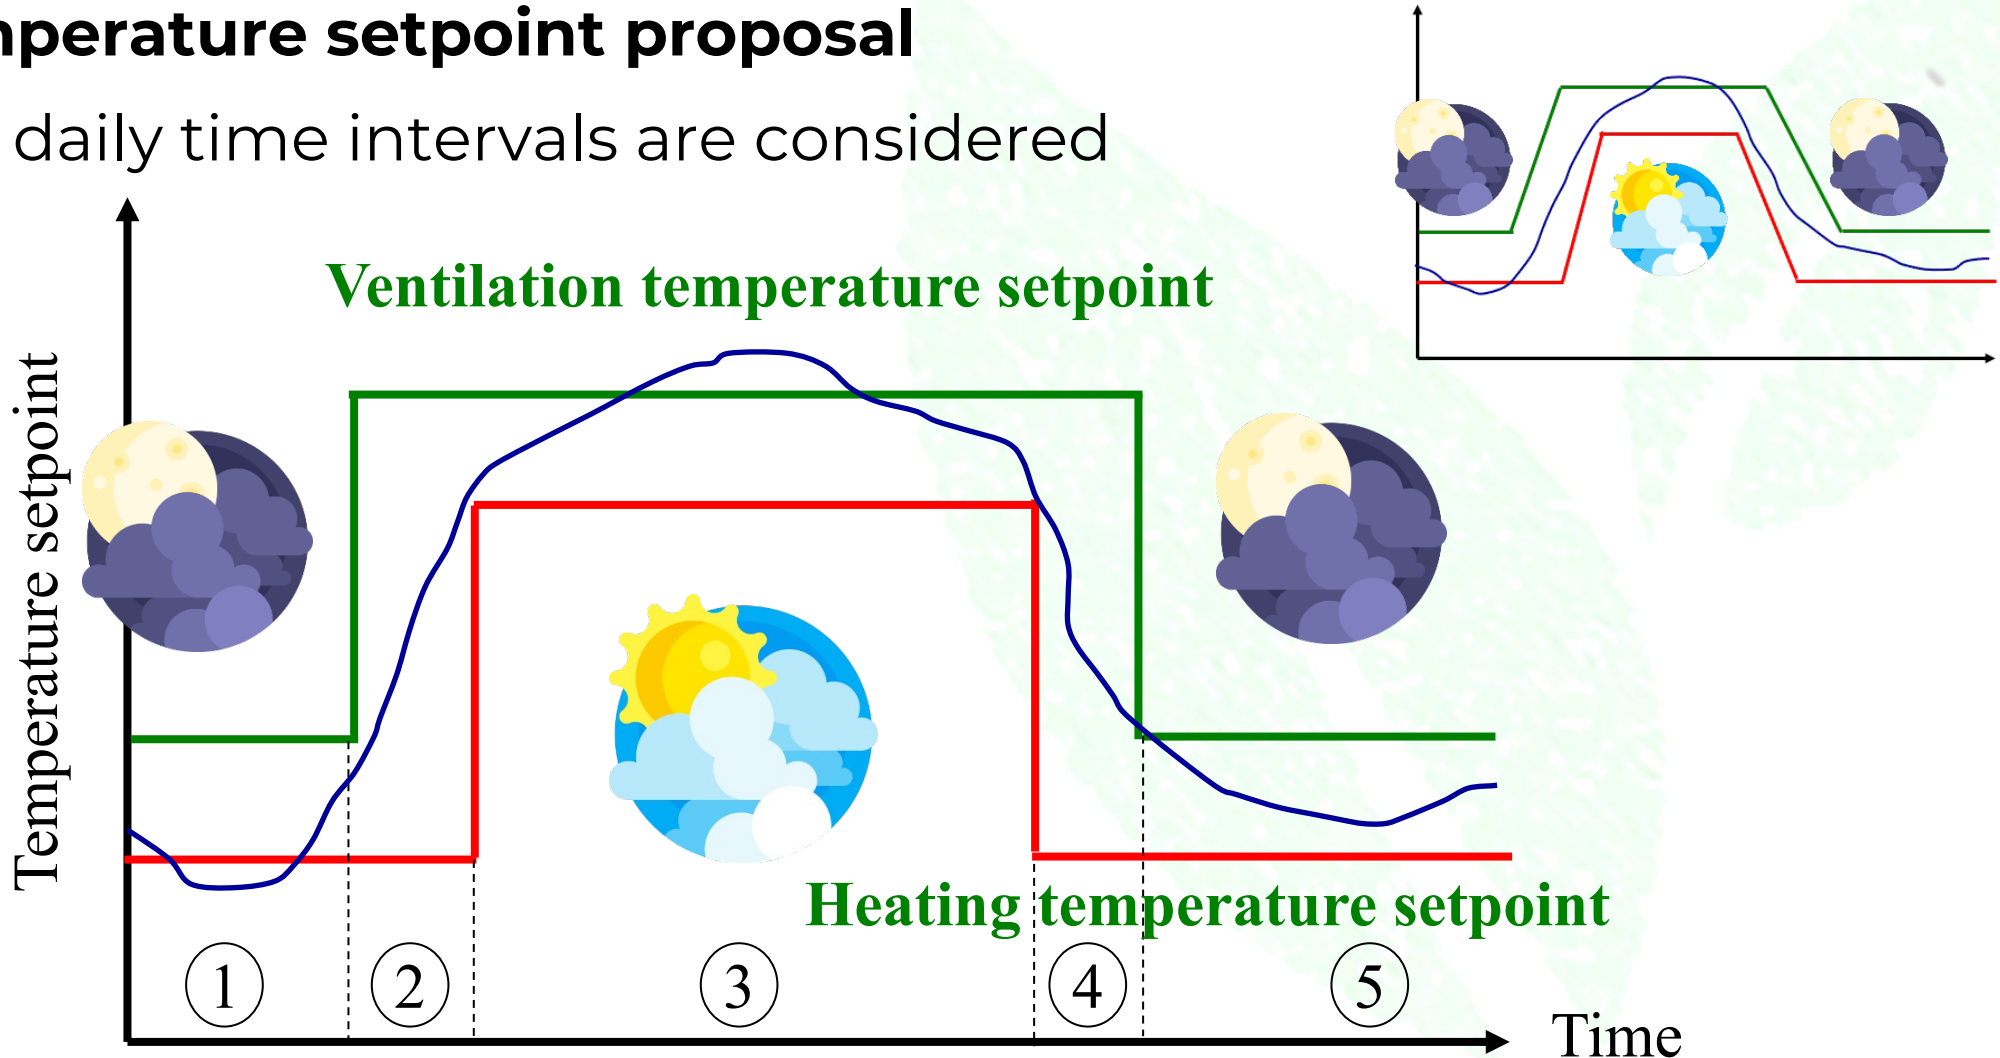 mperature setpoint proposal
daily time intervals are considered
Ventilation temperature setpoint
Temperature setpoint
Heating temperature setpoint
1 2 3 4 5
Time